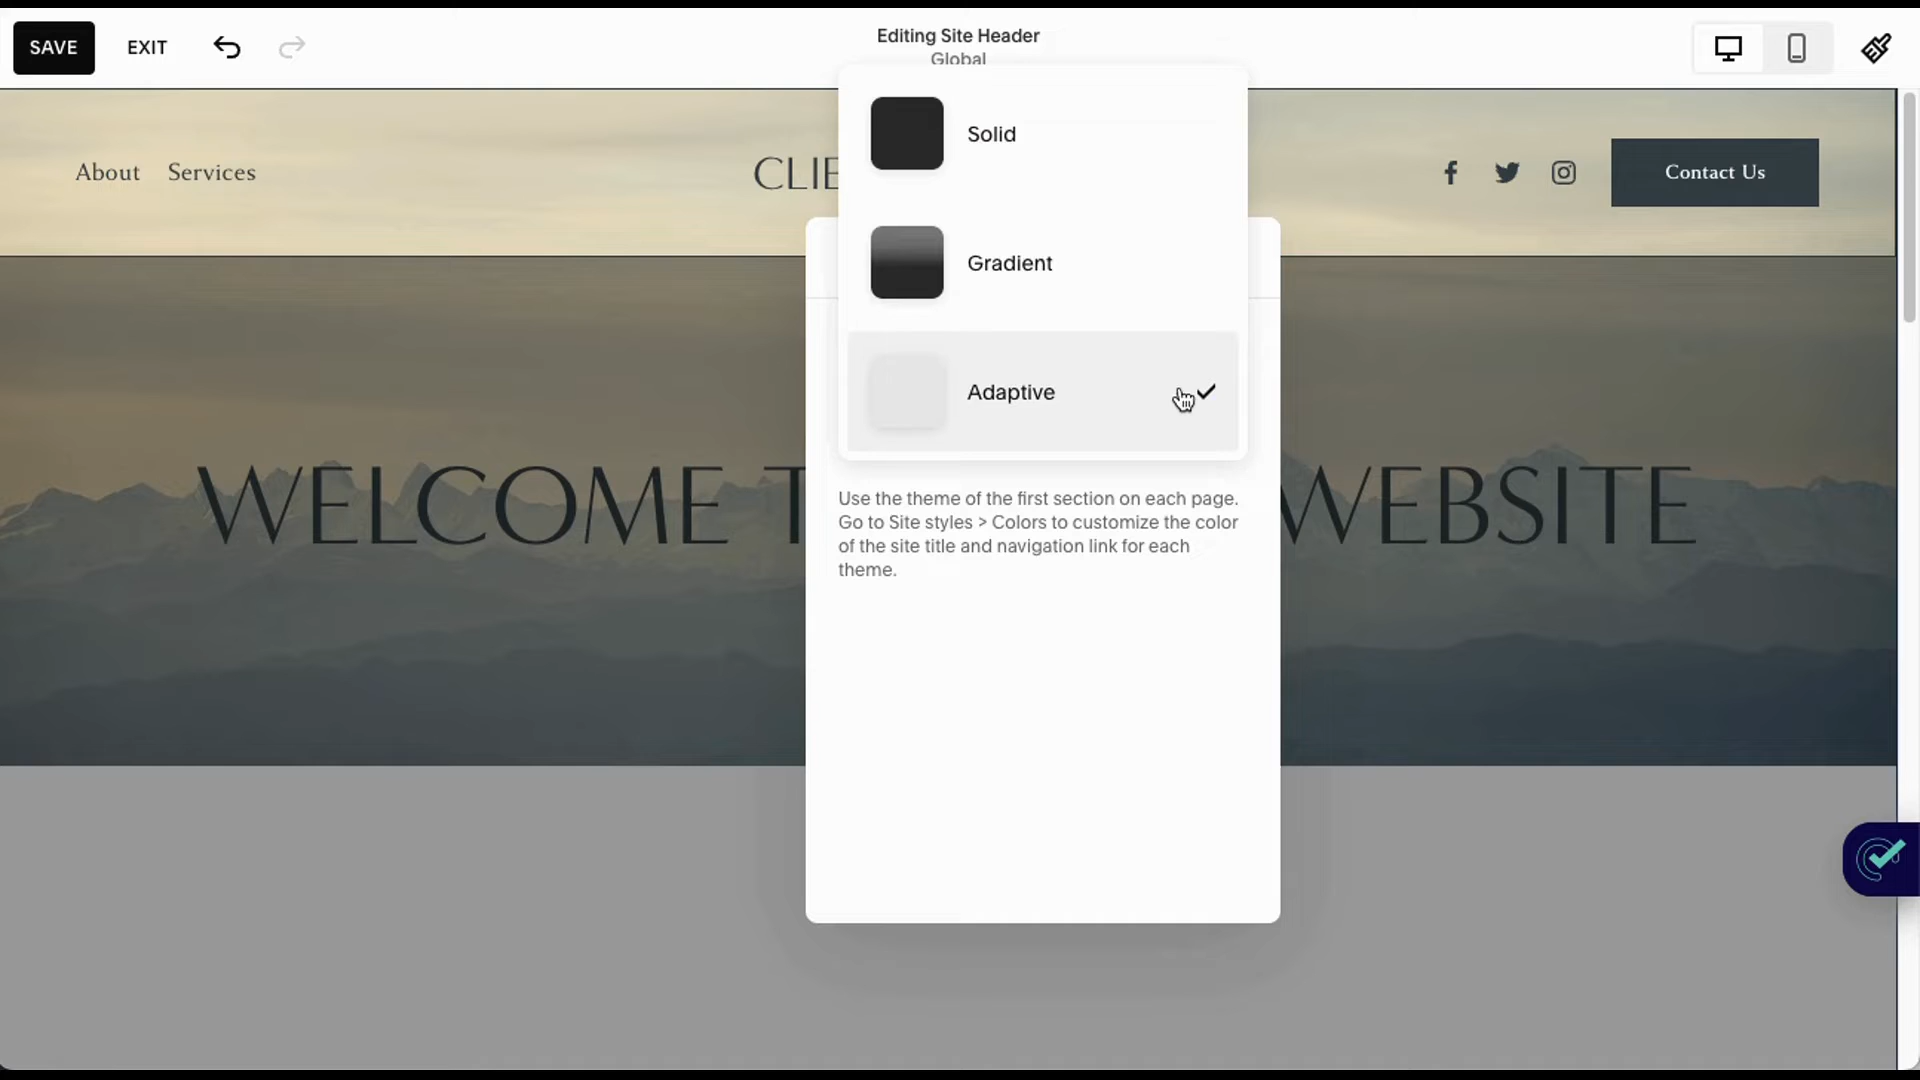 SAVE
EXIT
Editing Site Header
Global
About
Services
CLIE
Contact Us
Solid
Gradient
Adaptive
WELCOME T
WEBSITE
Use the theme of the first section on each page.
Go to Site styles > Colors to customize the color
of the site title and navigation link for each
theme.